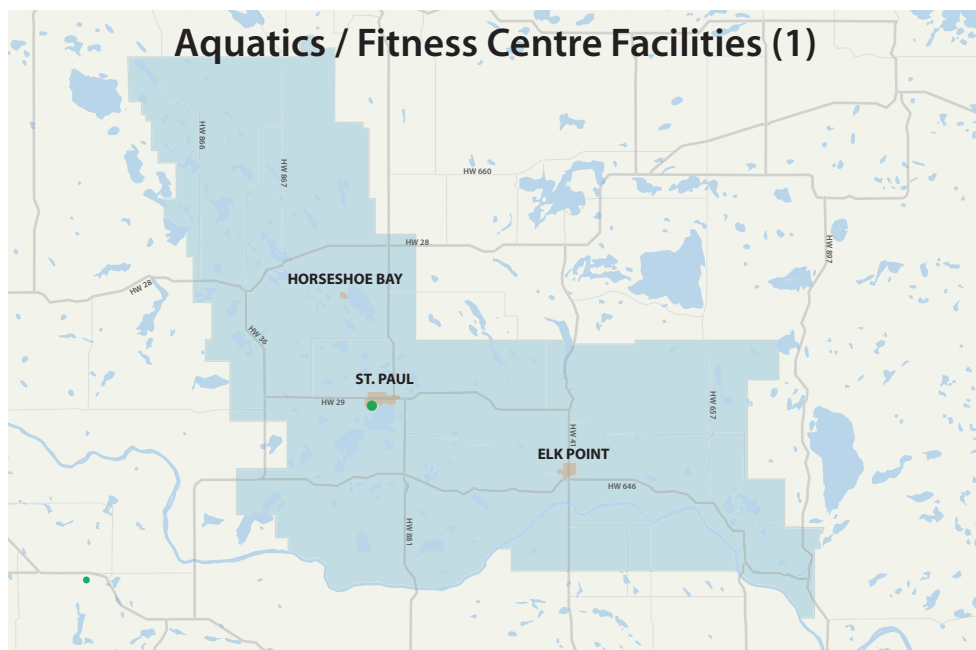 Aquatics / Fitness Centre Facilities (1)
HW 866
HW 867
HW 660
HW 28
HW 897
HORSESHOE BAY
HW 28
HW 36
ST. PAUL
HW 29
HW 657
HW 41
ELK POINT
HW 646
HW 881